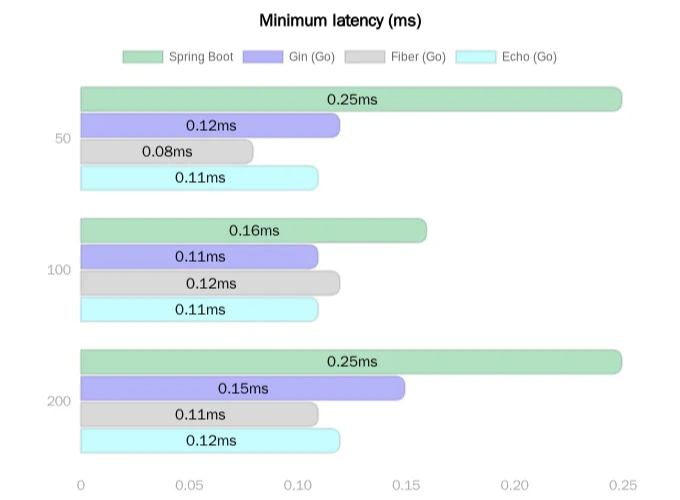 Minimum latency (ms)
Spring Boot Gin (Go) Fiber (Go) Echo (Go)
0.25ms
0.12ms
50
0.08ms
0.11ms
0.16ms
0.11ms
100
0.12ms
0.11ms
0.25ms
0.15ms
200
0.11ms
0.12ms
0 0.05 0.10 0.15 0.20 0.25